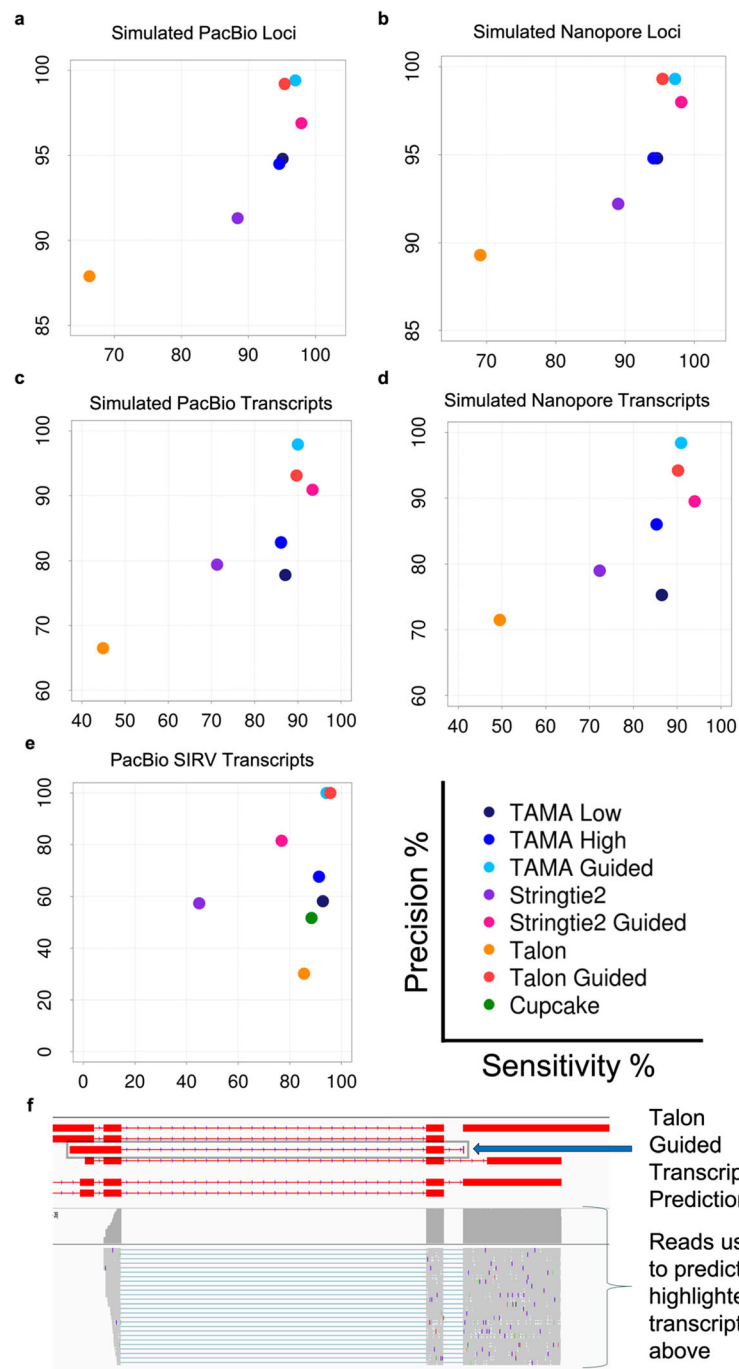 a
Simulated PacBio Loci
100
95
90
85
70
80
90
100
b
Simulated Nanopore Loci
100
95
90
85
70
80
90
100
c
Simulated PacBio Transcripts
100
90
80
70
60
40
50
60
70
80
90
100
d
Simulated Nanopore Transcripts
100
90
80
70
60
40
50
60
70
80
90
100
e
PacBio SIRV Transcripts
100
80
60
40
20
0
0
20
40
60
80
100
Precision %
TAMA Low
TAMA High
TAMA Guided
Stringtie2
Stringtie2 Guided
Talon
Talon Guided
Cupcake
Sensitivity %
f
Talon
Guided
Transcrip
Prediction
Reads us
to predict
highlighte
transcript
above